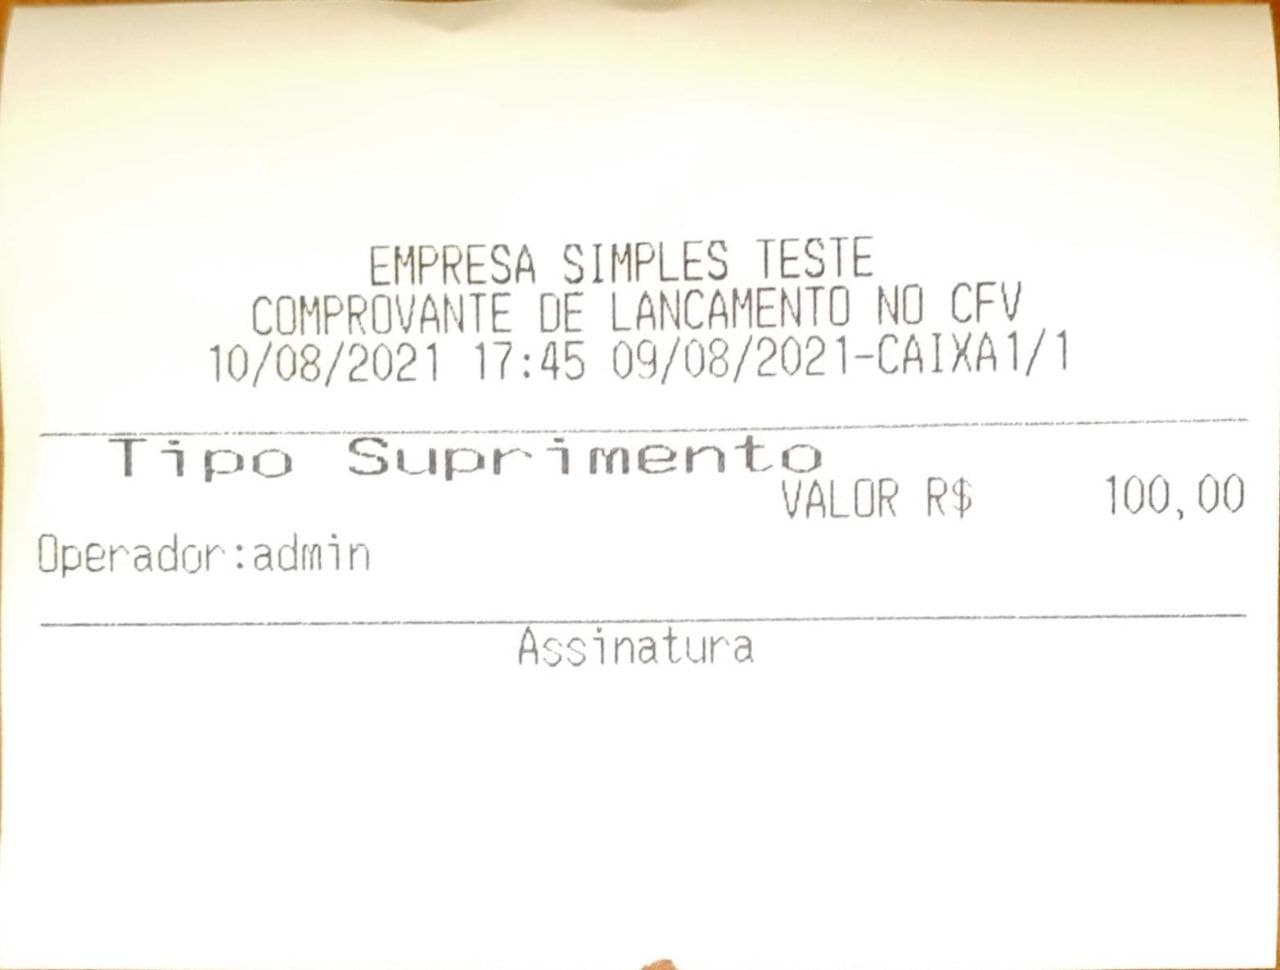 EMPRESA SIMPLES TESTE
COMPROVANTE DE LANCAMENTO NO CFV
10/08/2021 17:45 09/08/2021-CAIXA1/1
Tipo Suprimento
VALOR R$ 100,00
Operador:admin
Assinatura